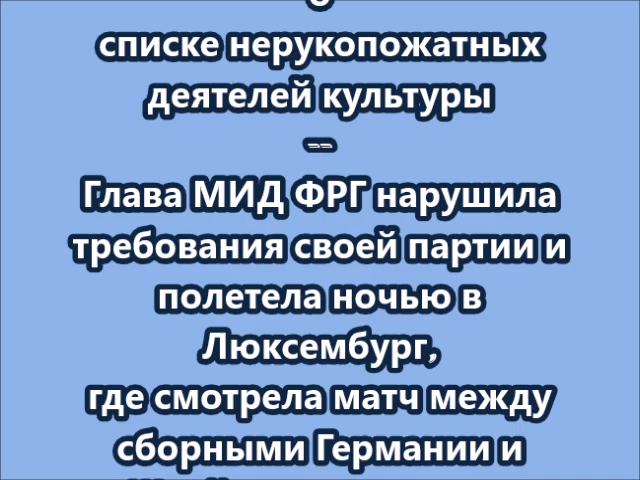 списке нерукопожатных
деятелей культуры
--
Глава МИД ФРГ нарушила
требования своей партии и
полетела ночью в
Люксембург,
где смотрела матч между
сборными Германии и